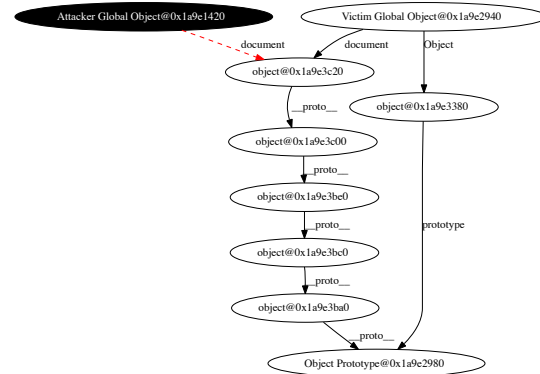 Attacker Global Object@0x1a9e1420
Victim Global Object@0x1a9e2940
document
document
Object
object@0x1a9e3c20
object@0x1a9e3380
__proto__
object@0x1a9e3c00
__proto__
object@0x1a9e3be0
prototype
__proto__
object@0x1a9e3bc0
__proto__
object@0x1a9e3ba0
__proto__
Object Prototype@0x1a9e2980